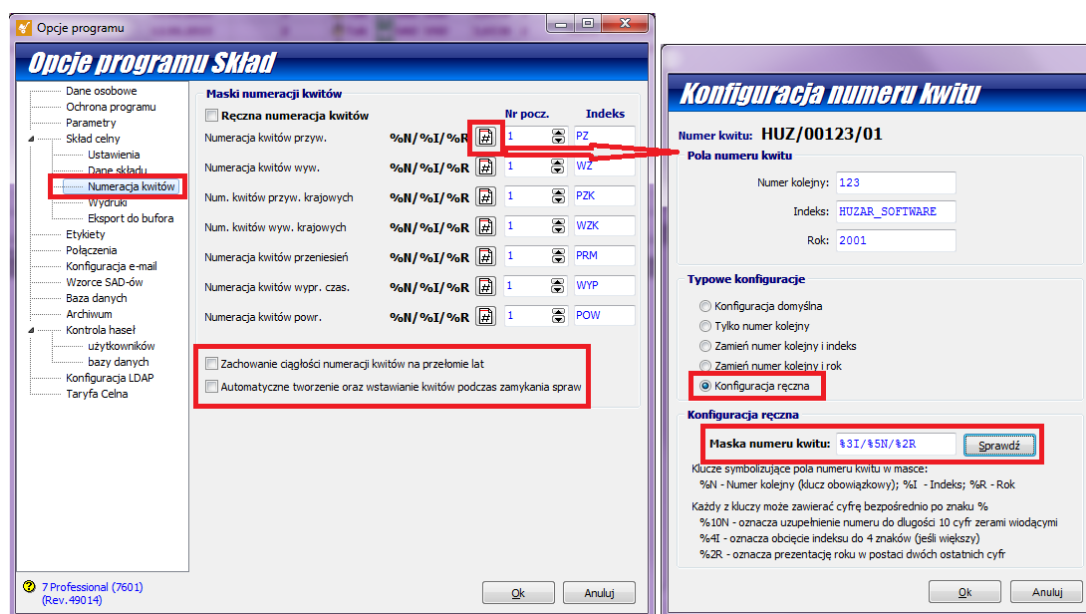 Opcje programu
Opcje programu Skład
Dane osobowe
Ochrona programu
Parametry
Skład celny
Ustawienia
Dane składu
Numeracja kwitów
Wydruki
Eksport do bufora
Etykiety
Połączenia
Konfiguracja e-mail
Wzorce SAD-ów
Baza danych
Archiwum
Kontrola haseł
użytkowników
bazy danych
Konfiguracja LDAP
Taryfa Celna
Maski numeracji kwitów
Ręczna numeracja kwitów Nr pocz. Indeks
Numeracja kwitów przyw. %N/%I/%R # 1 PZ
Numeracja kwitów wyw. %N/%I/%R # 1 WZ
Num. kwitów przyw. krajowych %N/%I/%R # 1 PZK
Num. kwitów wyw. krajowych %N/%I/%R # 1 WZK
Numeracja kwitów przeniesień %N/%I/%R # 1 PRM
Numeracja kwitów wypr. czas. %N/%I/%R # 1 WYP
Numeracja kwitów powr. %N/%I/%R # 1 POW
Zachowanie ciągłości numeracji kwitów na przełomie lat
Automatyczne tworzenie oraz wstawianie kwitów podczas zamykania spraw
7 Professional (7601)
(Rev.49014)
Ok Anuluj
Konfiguracja numeru kwitu
Numer kwitu: HUZ/00123/01
Pola numeru kwitu
Numer kolejny: 123
Indeks: HUZAR_SOFTWARE
Rok: 2001
Typowe konfiguracje
Konfiguracja domyślna
Tylko numer kolejny
Zamień numer kolejny i indeks
Zamień numer kolejny i rok
Konfiguracja ręczna
Konfiguracja ręczna
Maska numeru kwitu: %3I/%5N/%2R Sprawdź
Klucze symbolizujące pola numeru kwitu w masce:
%N - Numer kolejny (klucz obowiązkowy); %I - Indeks; %R - Rok
Każdy z kluczy może zawierać cyfrę bezpośrednio po znaku %
%10N - oznacza uzupełnienie numeru do długości 10 cyfr zerami wiodącymi
%4I - oznacza obcięcie indeksu do 4 znaków (jeśli większy)
%2R - oznacza prezentację roku w postaci dwóch ostatnich cyfr
Ok Anuluj